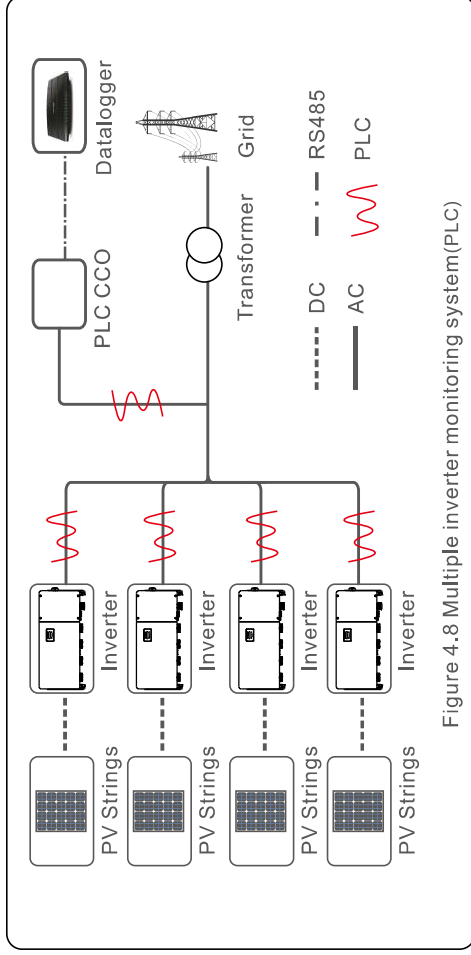 Datalogger
PLC CCO
Grid
Transformer
PV Strings
Inverter
PV Strings
Inverter
PV Strings
Inverter
PV Strings
Inverter
DC
RS485
AC
PLC
Figure 4.8 Multiple inverter monitoring system(PLC)